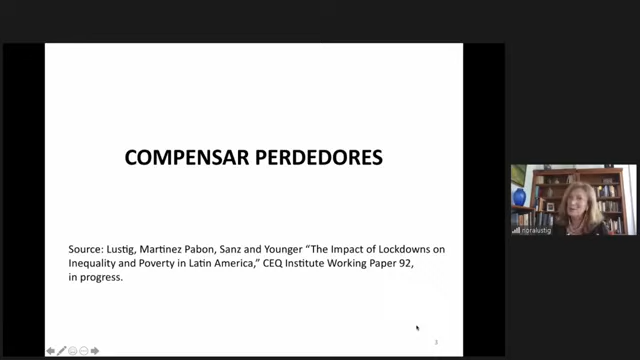 COMPENSAR PERDEDORES
Source: Lustig, Martinez Pabon, Sanz and Younger “The Impact of Lockdowns on
Inequality and Poverty in Latin America,” CEQ Institute Working Paper 92,
in progress.
3
noralustig